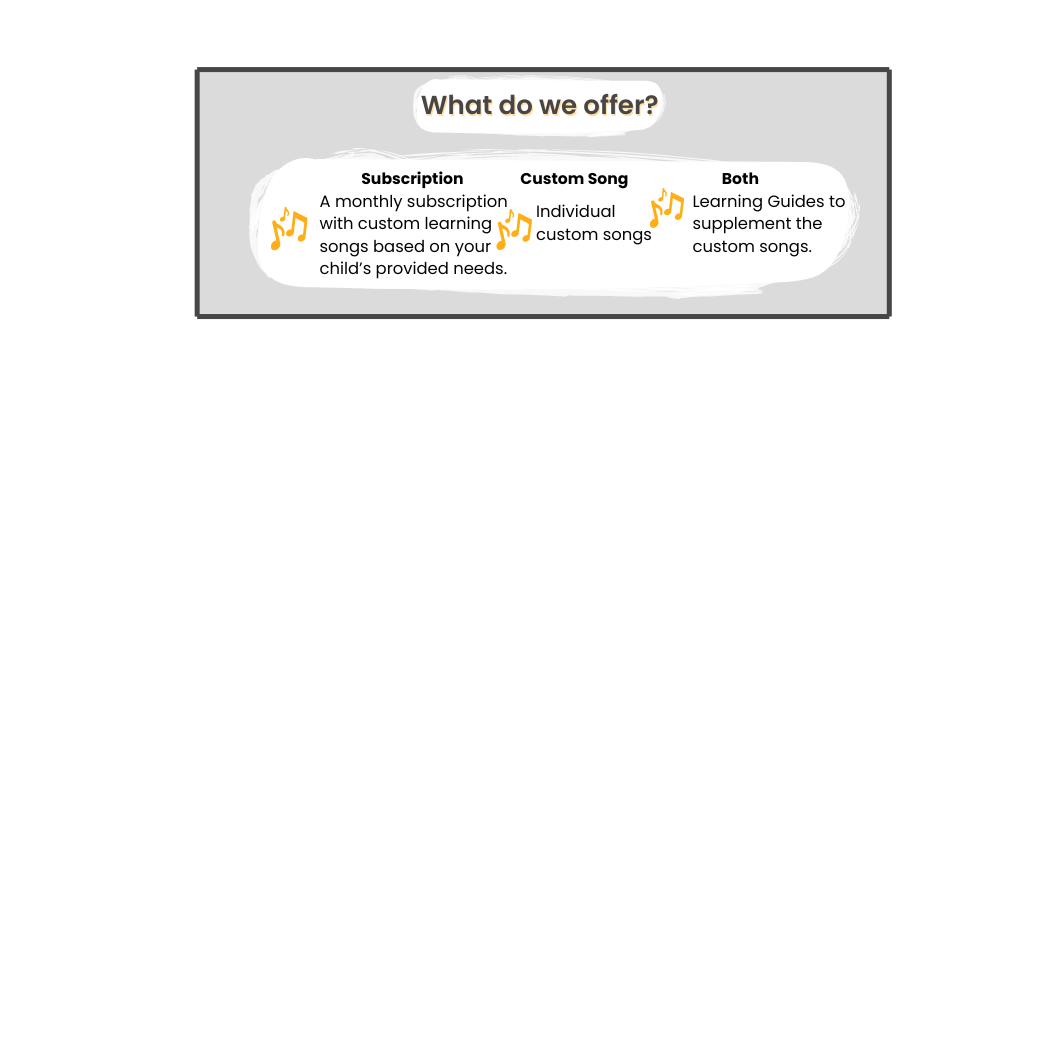 What do we offer?
Subscription
A monthly subscription
with custom learning
songs based on your
child’s provided needs.
Custom Song
Individual
custom songs
Both
Learning Guides to
supplement the
custom songs.